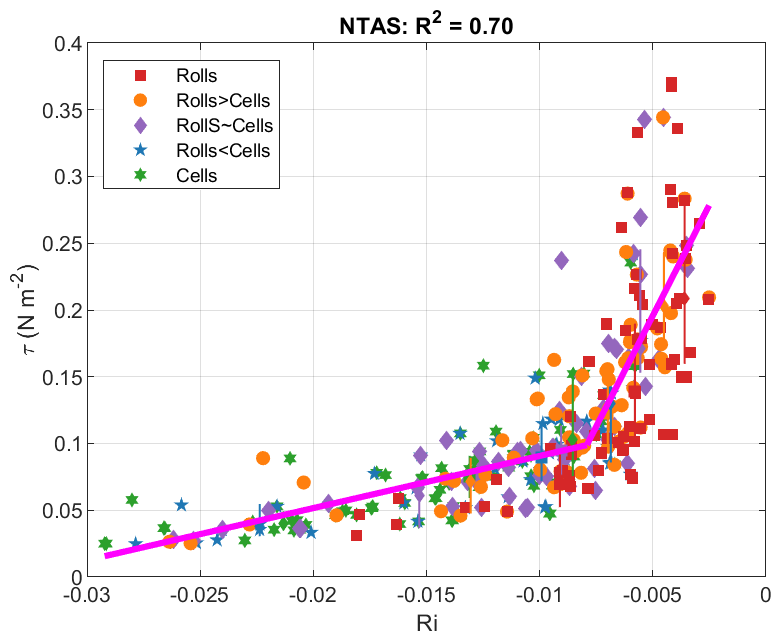 NTAS: R² = 0.70
0.4
0.35
0.3
0.25
0.2
0.15
0.1
0.05
0
τ (N m⁻²)
Rolls
Rolls>Cells
RollS~Cells
Rolls<Cells
Cells
-0.03 -0.025 -0.02 -0.015 -0.01 -0.005 0
Ri